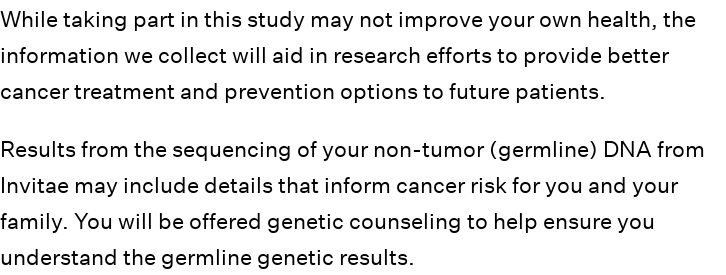 While taking part in this study may not improve your own health, the
information we collect will aid in research efforts to provide better
cancer treatment and prevention options to future patients.
Results from the sequencing of your non-tumor (germline) DNA from
Invitae may include details that inform cancer risk for you and your
family. You will be offered genetic counseling to help ensure you
understand the germline genetic results.